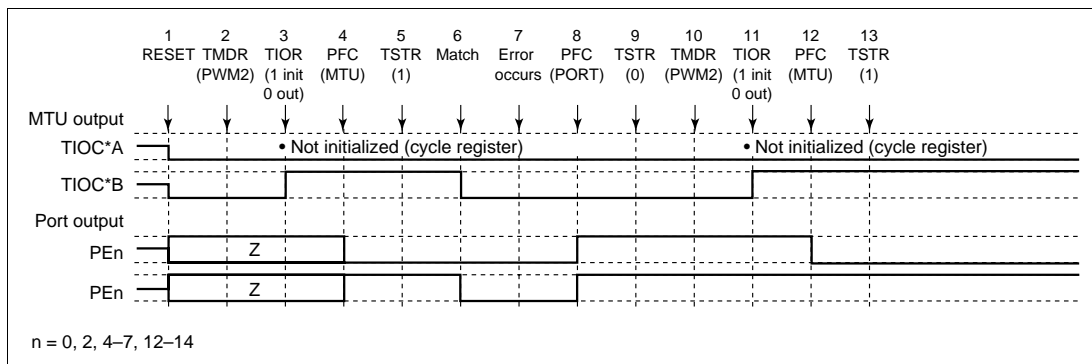 1 2 3 4 5 6 7 8 9 10 11 12 13
RESET TMDR TIOR PFC TSTR Match Error PFC TSTR TMDR TIOR PFC TSTR
(PWM2) (1 init (MTU) (1) occurs (PORT) (0) (PWM2) (1 init (MTU) (1)
0 out) 0 out)
MTU output
TIOC*A • Not initialized (cycle register) • Not initialized (cycle register)
TIOC*B
Port output
PEn Z
PEn Z
n = 0, 2, 4–7, 12–14